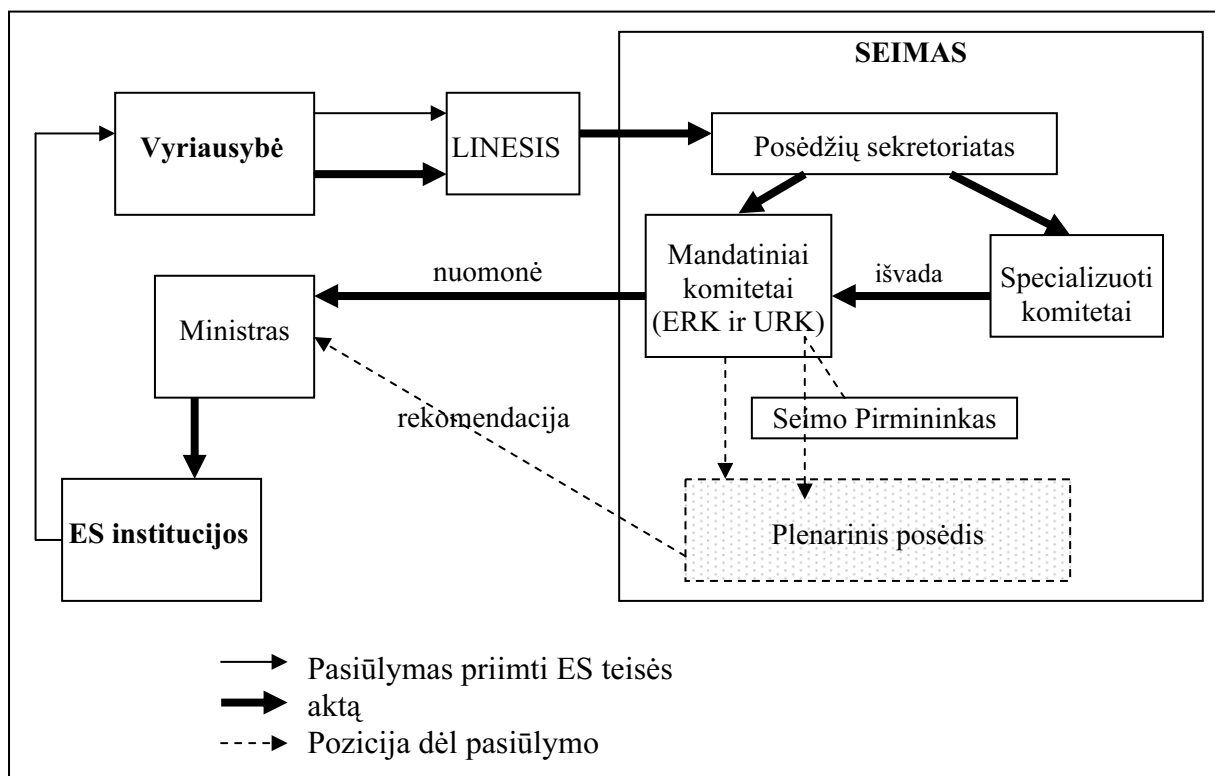 SEIMAS
Vyriausybė
LINESIS
Posėdžių sekretoriatas
Mandatiniai
komitetai
(ERK ir URK)
išvada
Specializuoti
komitetai
nuomonė
Ministras
rekomendacija
Seimo Pirmininkas
ES institucijos
Plenarinis posėdis
Pasiūlymas priimti ES teisės
aktą
Pozicija dėl pasiūlymo